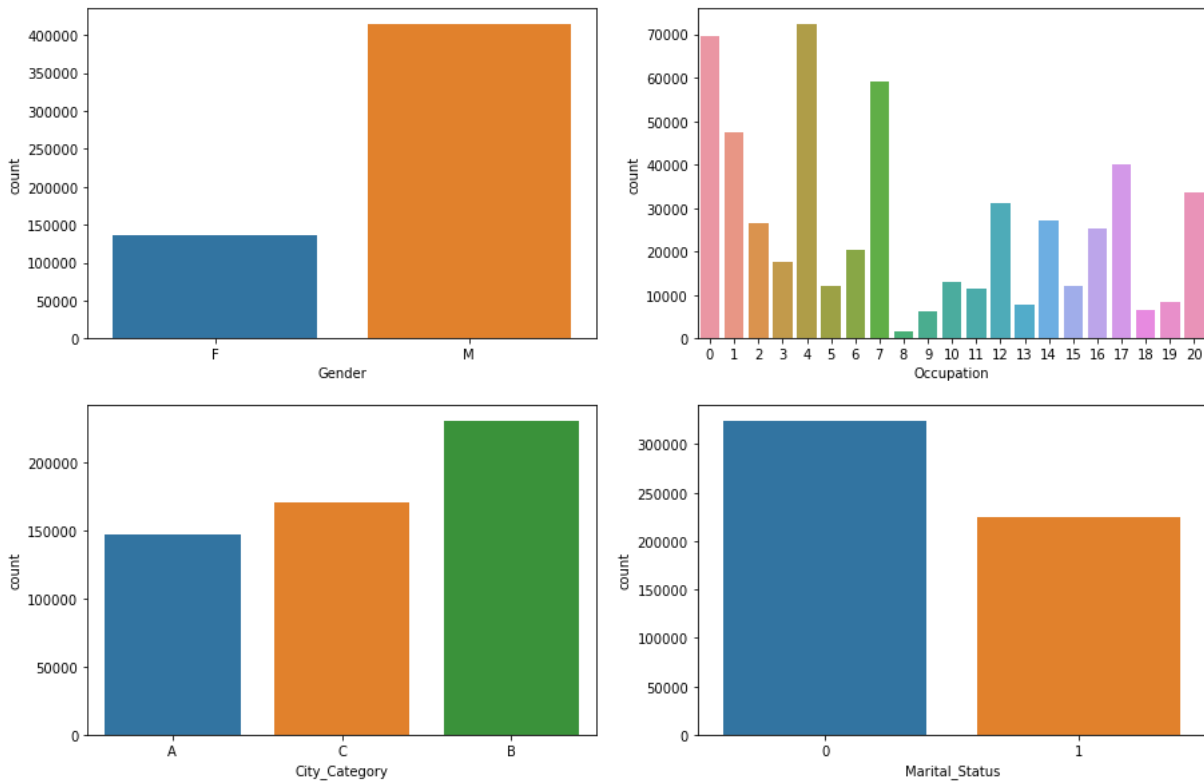 400000
350000
300000
250000
200000
150000
100000
50000
0
count
F M
Gender
70000
60000
50000
40000
30000
20000
10000
0
count
0 1 2 3 4 5 6 7 8 9 10 11 12 13 14 15 16 17 18 19 20
Occupation
200000
150000
100000
50000
0
count
A C B
City_Category
300000
250000
200000
150000
100000
50000
0
count
0 1
Marital_Status